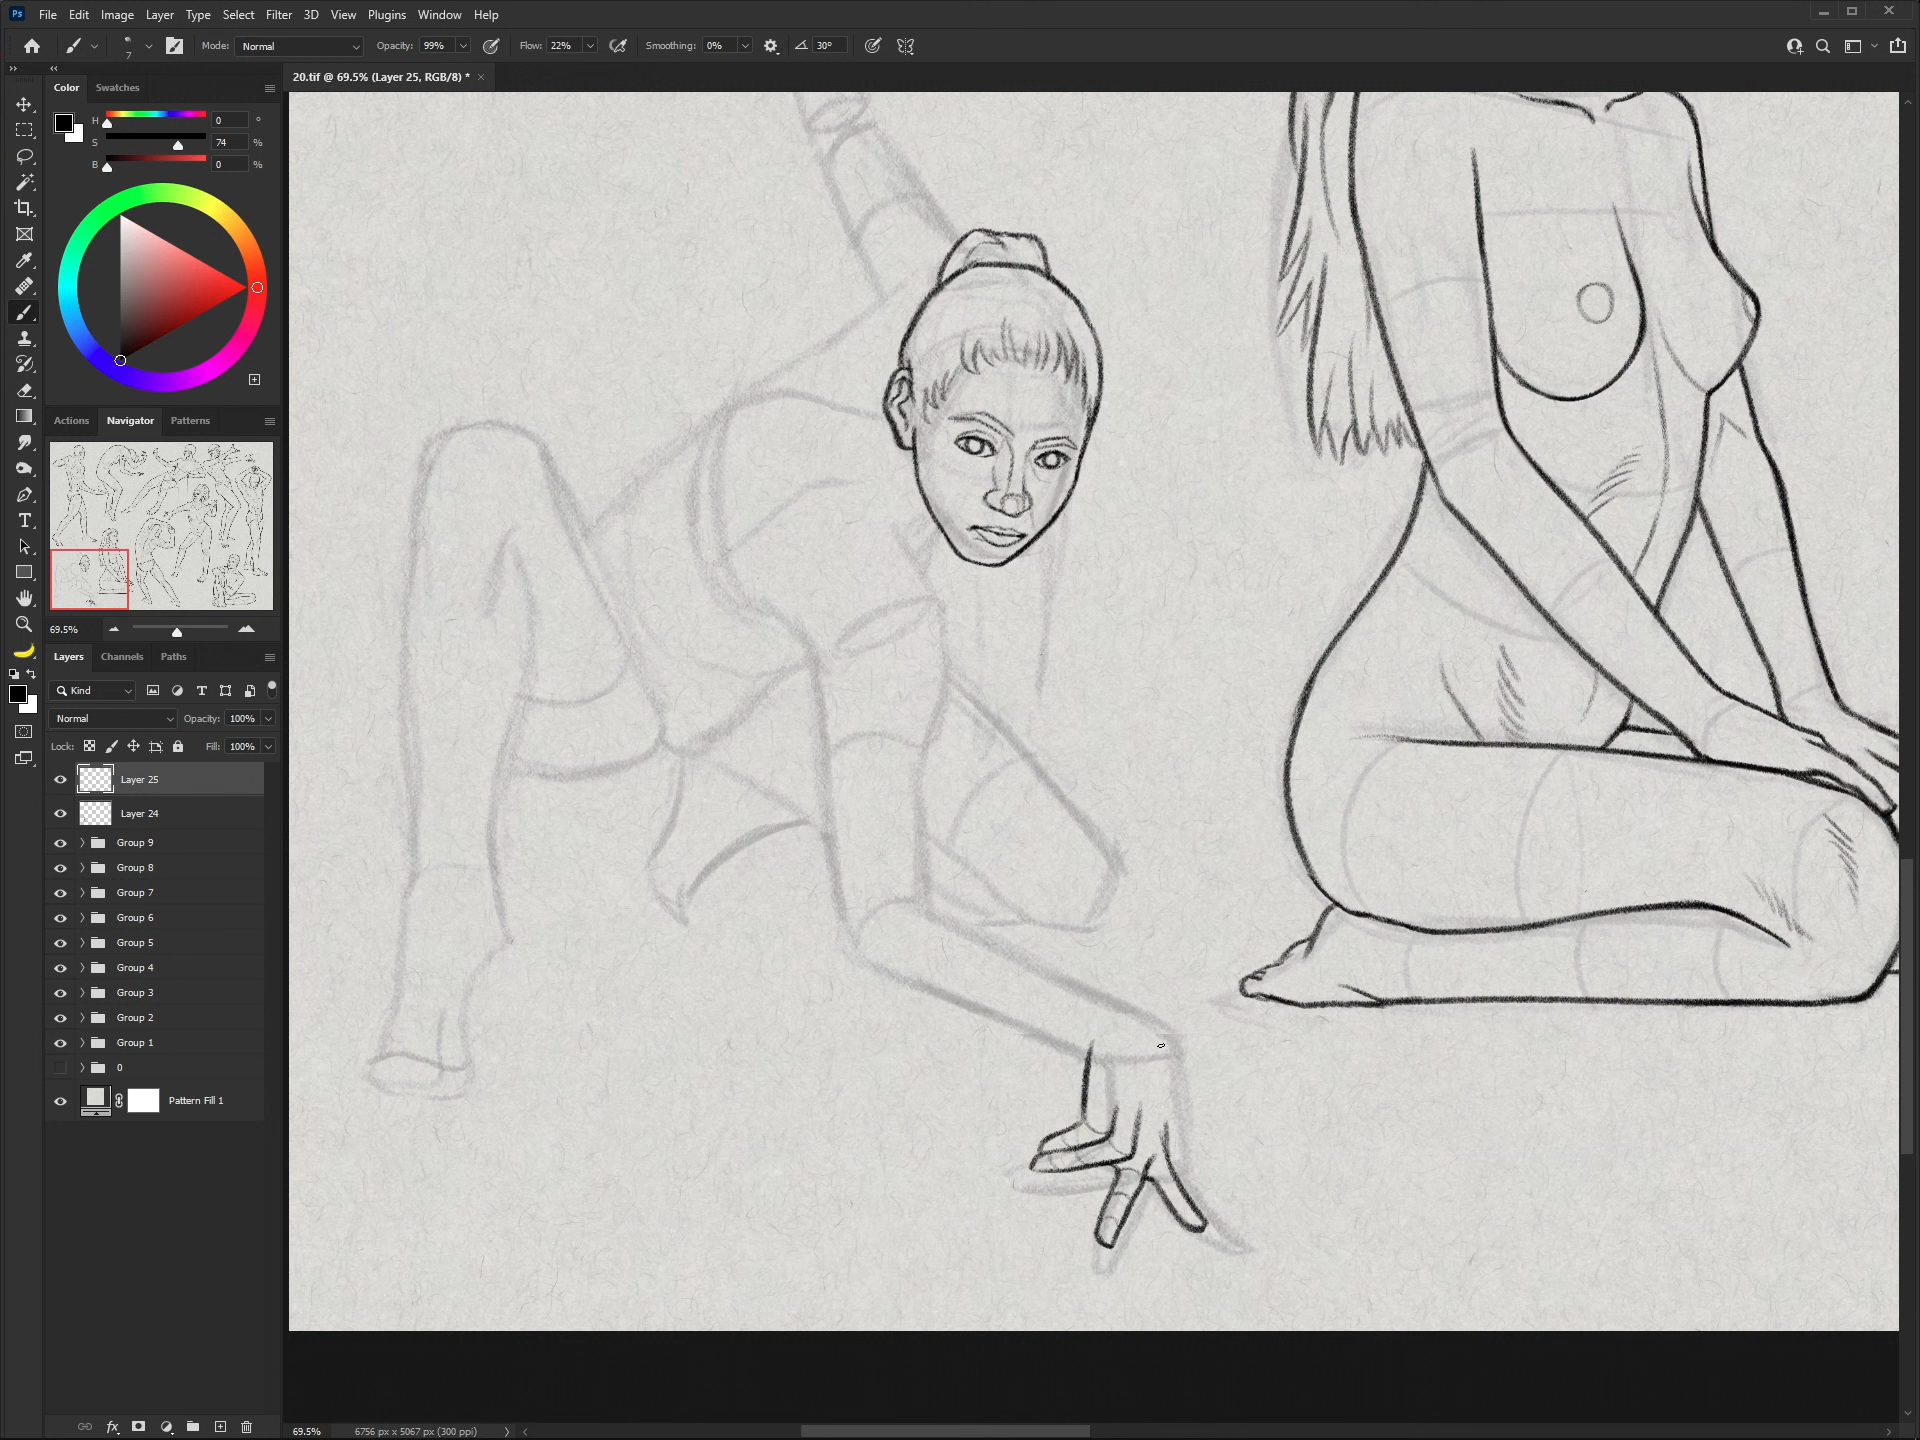 Ps File Edit Image Layer Type Select Filter 3D View Plugins Window Help
7 Mode: Normal Opacity: 99% Flow: 22% Smoothing: 0% 30°
20.tif @ 69.5% (Layer 25, RGB/8) *
Color Swatches
H 0 °
S 74 %
B 0 %
Actions Navigator Patterns
69.5%
Layers Channels Paths
Kind
Normal Opacity: 100%
Lock: Fill: 100%
Layer 25
Layer 24
Group 9
Group 8
Group 7
Group 6
Group 5
Group 4
Group 3
Group 2
Group 1
0
Pattern Fill 1
fx
69.5% 6756 px x 5067 px (300 ppi)